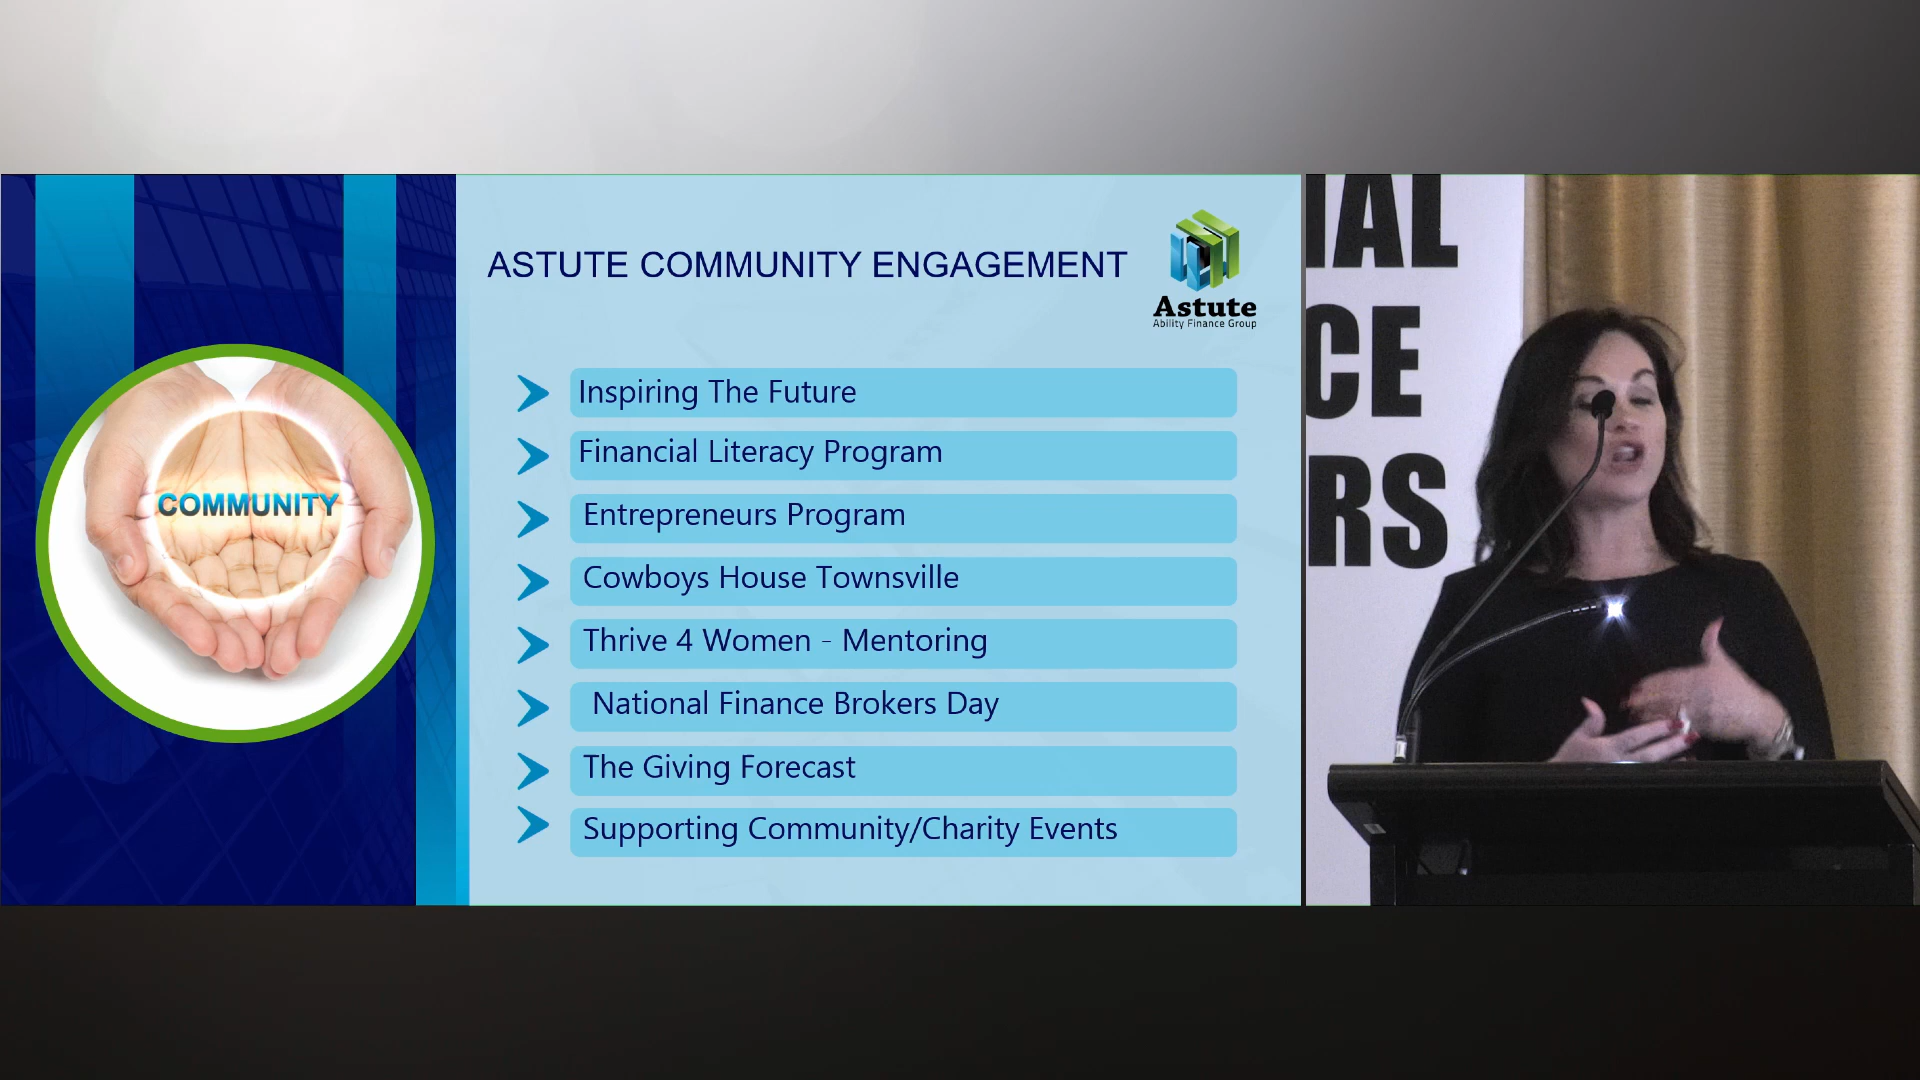 COMMUNITY
ASTUTE COMMUNITY ENGAGEMENT
Astute
Ability Finance Group
Inspiring The Future
Financial Literacy Program
Entrepreneurs Program
Cowboys House Townsville
Thrive 4 Women - Mentoring
National Finance Brokers Day
The Giving Forecast
Supporting Community/Charity Events
IAL
CE
RS